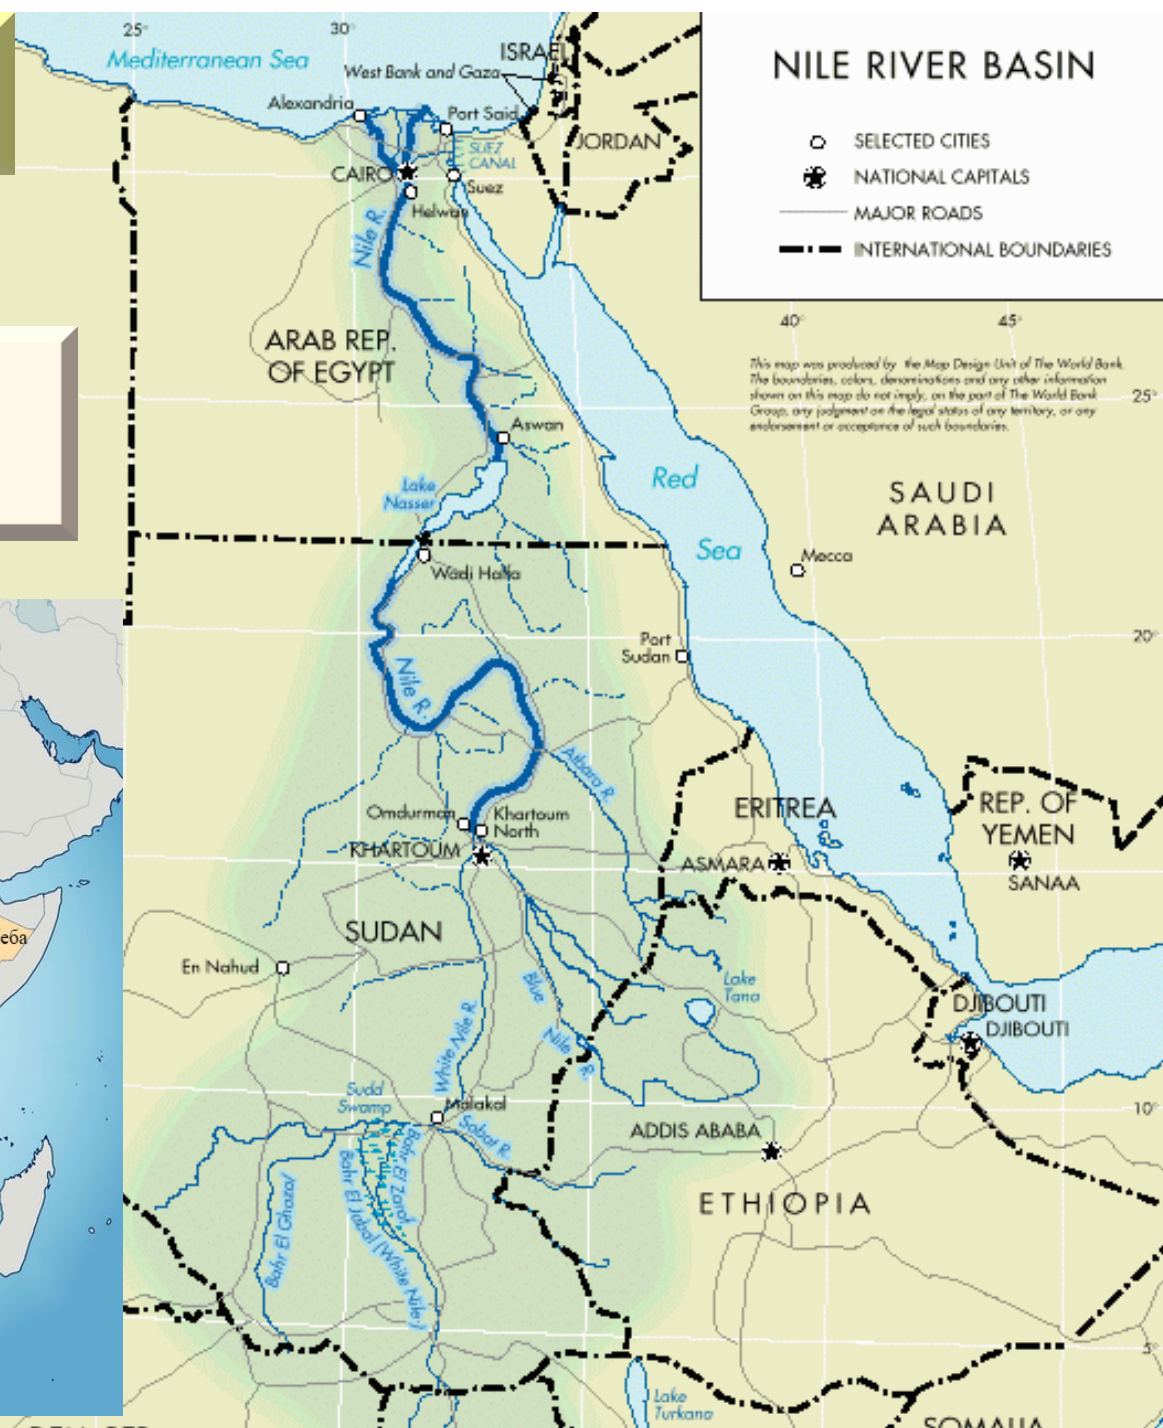 25°
30°
Mediterranean Sea
ISRAEL
West Bank and Gaza
Alexandria
Port Said
JORDAN
SUEZ
CANAL
CAIRO
Suez
Helwan
Nile R.
NILE RIVER BASIN
SELECTED CITIES
NATIONAL CAPITALS
MAJOR ROADS
INTERNATIONAL BOUNDARIES
40°
45°
ARAB REP.
OF EGYPT
This map was produced by the Map Design Unit of The World Bank.
The boundaries, colors, denominations and any other information
shown on this map do not imply, on the part of The World Bank
Group, any judgment on the legal status of any territory, or any
endorsement or acceptance of such boundaries.
25°
Aswan
Lake
Nasser
Red
Sea
SAUDI
ARABIA
Mecca
Wadi Halfa
Port
Sudan
20°
Nile R.
Atbara R.
Omdurman
Khartoum
North
KHARTOUM
ERITREA
ASMARA
REP. OF
YEMEN
SANAA
SUDAN
En Nahud
Lake
Tana
Blue
Nile
R.
White Nile R.
DJIBOUTI
DJIBOUTI
Sudd
Swamp
Malakal
Sobat R.
10°
ADDIS ABABA
Bahr El Ghazal
Bahr El Zaraf
Bahr El Jabal (White Nile)
ETHIOPIA
5°
Lake
Turkana
SOMALIA